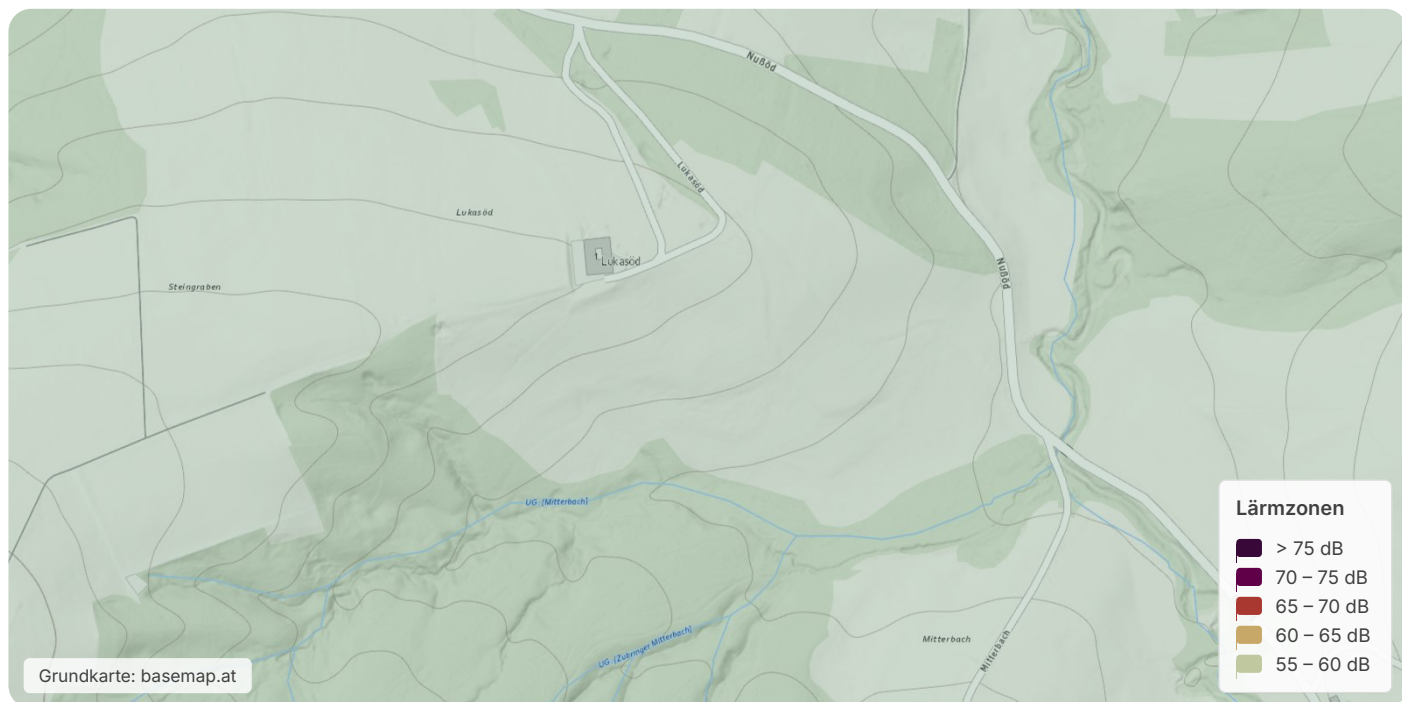 Nußöd
Lukasöd
Lukasöd
Lukasöd
Nußöd
Steingraben
UG [Mitterbach]
UG [Zubringer Mitterbach]
Mitterbach
Mitterbach
Lärmzonen
> 75 dB
70 – 75 dB
65 – 70 dB
60 – 65 dB
55 – 60 dB
Grundkarte: basemap.at